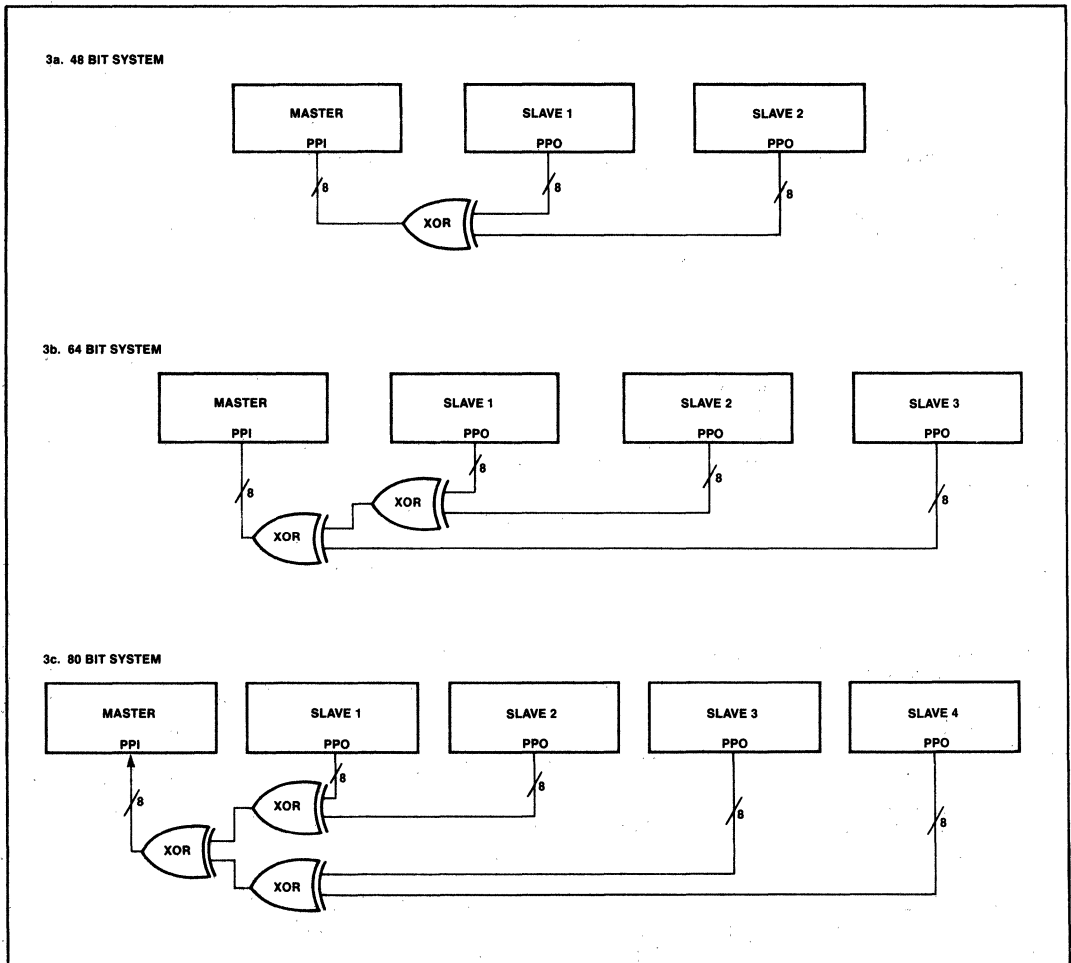 3a. 48 BIT SYSTEM
MASTER SLAVE 1 SLAVE 2
PPI PPO PPO
8 8 8
XOR
3b. 64 BIT SYSTEM
MASTER SLAVE 1 SLAVE 2 SLAVE 3
PPI PPO PPO PPO
8 8 8 8
XOR
XOR
3c. 80 BIT SYSTEM
MASTER SLAVE 1 SLAVE 2 SLAVE 3 SLAVE 4
PPI PPO PPO PPO PPO
8 8 8 8 8
XOR
XOR
XOR